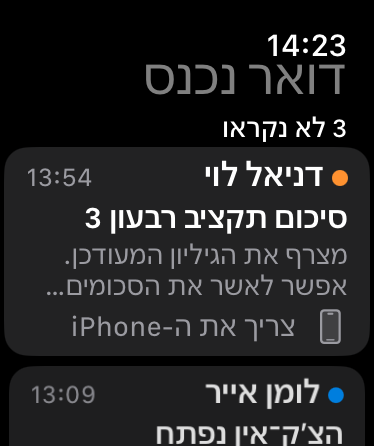 14:23
דואר נכנס
3 לא נקראו
דניאל לוי 13:54
סיכום תקציב רבעון 3
מצרף את הגיליון המעודכן.
אפשר לאשר את הסכומים...
צריך את ה-iPhone
לומן אייר 13:09
הצ׳ק־אין נפתח